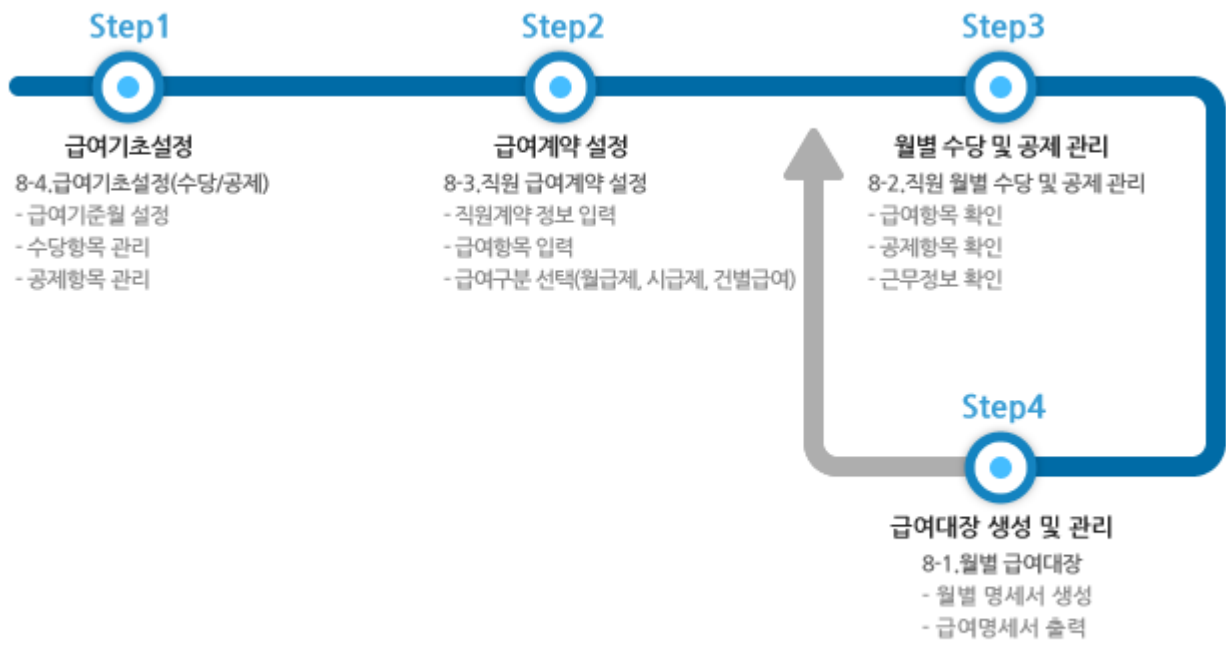 Step1
급여기초설정
8-4.급여기초설정(수당/공제)
- 급여기준월 설정
- 수당항목 관리
- 공제항목 관리
Step2
급여계약 설정
8-3.직원 급여계약 설정
- 직원계약 정보 입력
- 급여항목 입력
- 급여구분 선택(월급제, 시급제, 건별급여)
Step3
월별 수당 및 공제 관리
8-2.직원 월별 수당 및 공제 관리
- 급여항목 확인
- 공제항목 확인
- 근무정보 확인
Step4
급여대장 생성 및 관리
8-1.월별 급여대장
- 월별 명세서 생성
- 급여명세서 출력